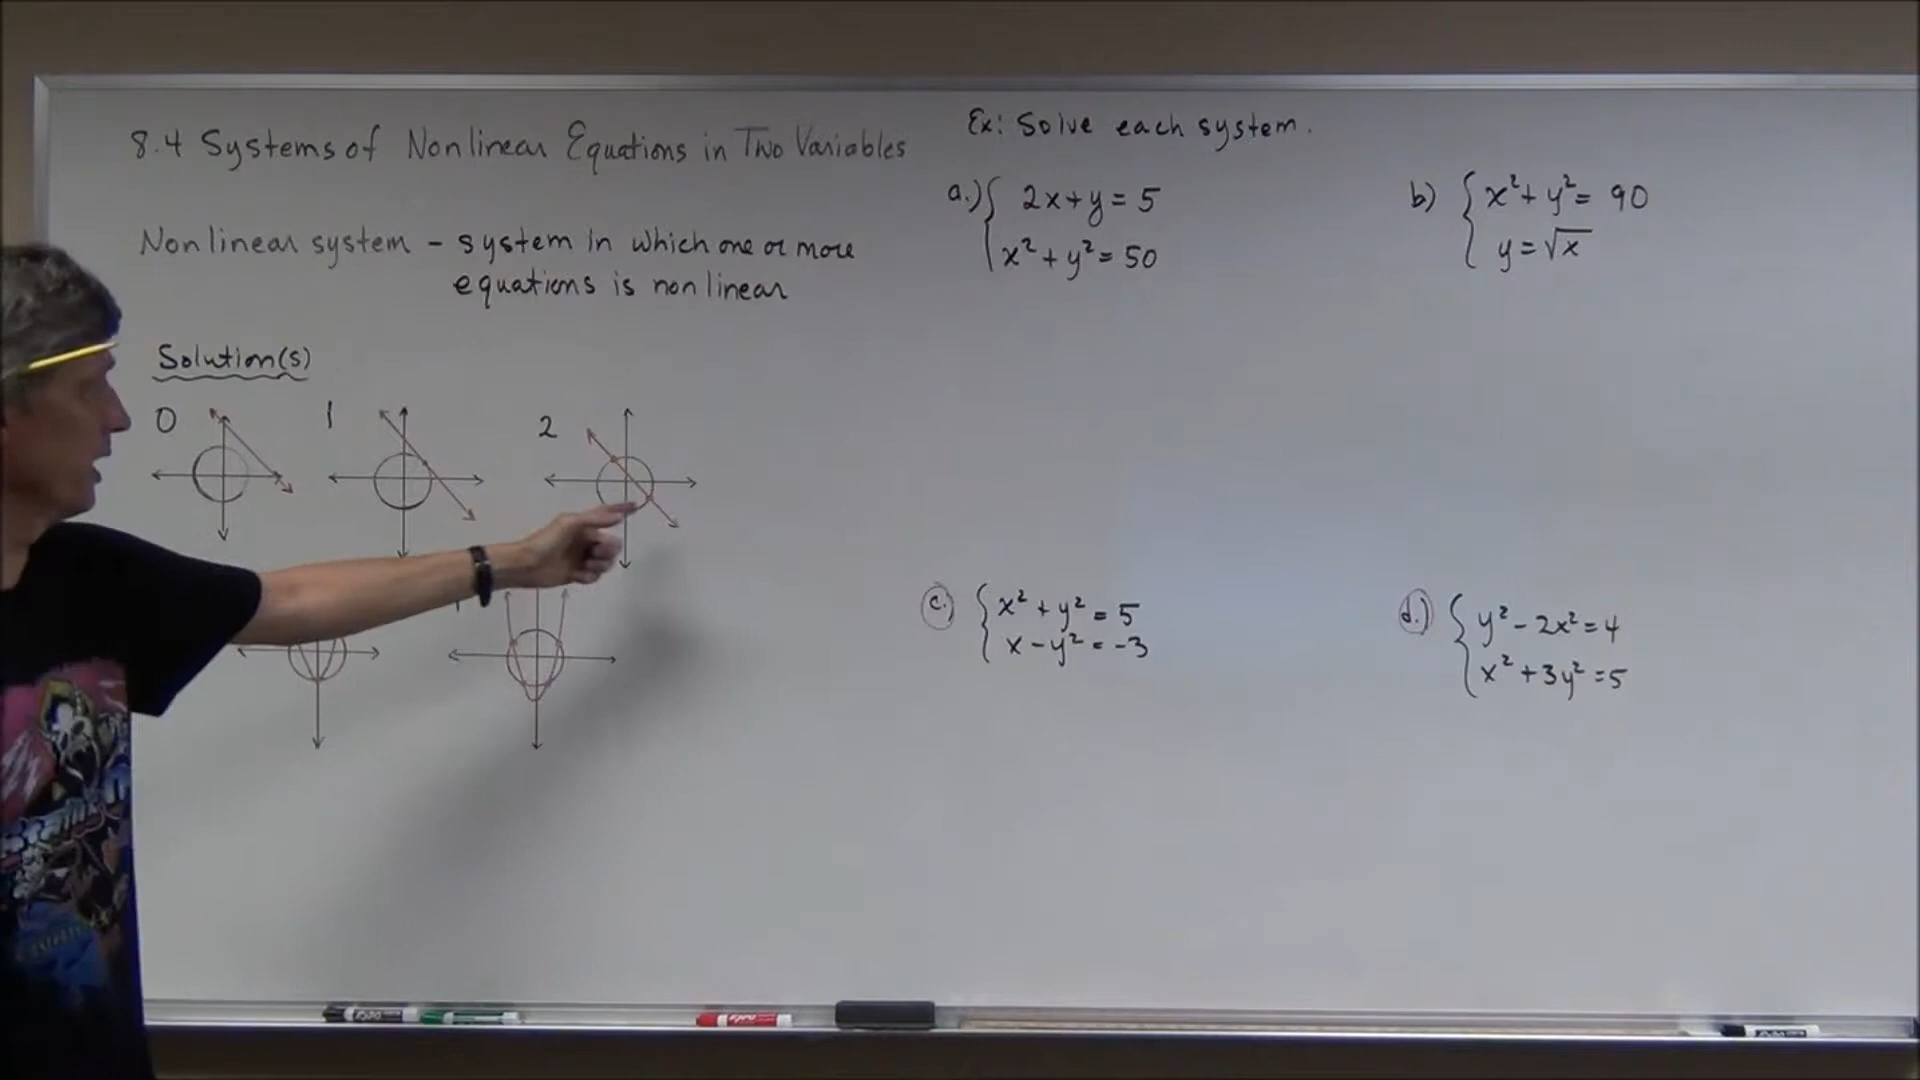 8.4 Systems of Nonlinear Equations in Two Variables
Nonlinear system - system in which one or more
equations is nonlinear
Solution(s)
0
1
2
Ex: Solve each system.
a.) { 2x+y=5
x²+y²=50
b) { x²+y²=90
y=√x
c.) { x²+y²=5
x-y²=-3
d.) { y²-2x²=4
x²+3y²=5